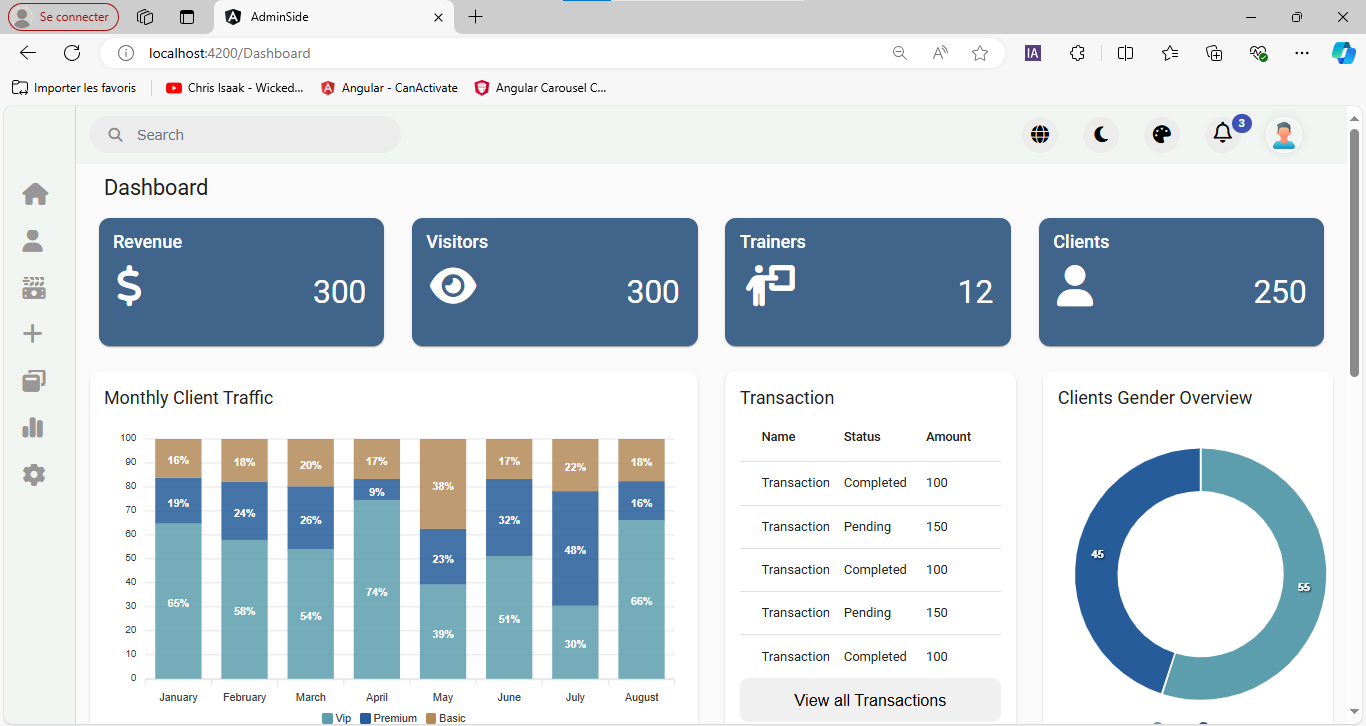 Se connecter
AdminSide
localhost:4200/Dashboard
IA
Importer les favoris
Chris Isaak - Wicked...
Angular - CanActivate
Angular Carousel C...
Search
3
Dashboard
Revenue
300
Visitors
300
Trainers
12
Clients
250
Monthly Client Traffic
100
90
80
70
60
50
40
30
20
10
0
16% 18% 20% 17% 38% 17% 22% 18%
19% 24% 26% 9% 23% 32% 48% 16%
65% 58% 54% 74% 39% 51% 30% 66%
January February March April May June July August
Vip Premium Basic
Transaction
Name Status Amount
Transaction Completed 100
Transaction Pending 150
Transaction Completed 100
Transaction Pending 150
Transaction Completed 100
View all Transactions
Clients Gender Overview
45
55